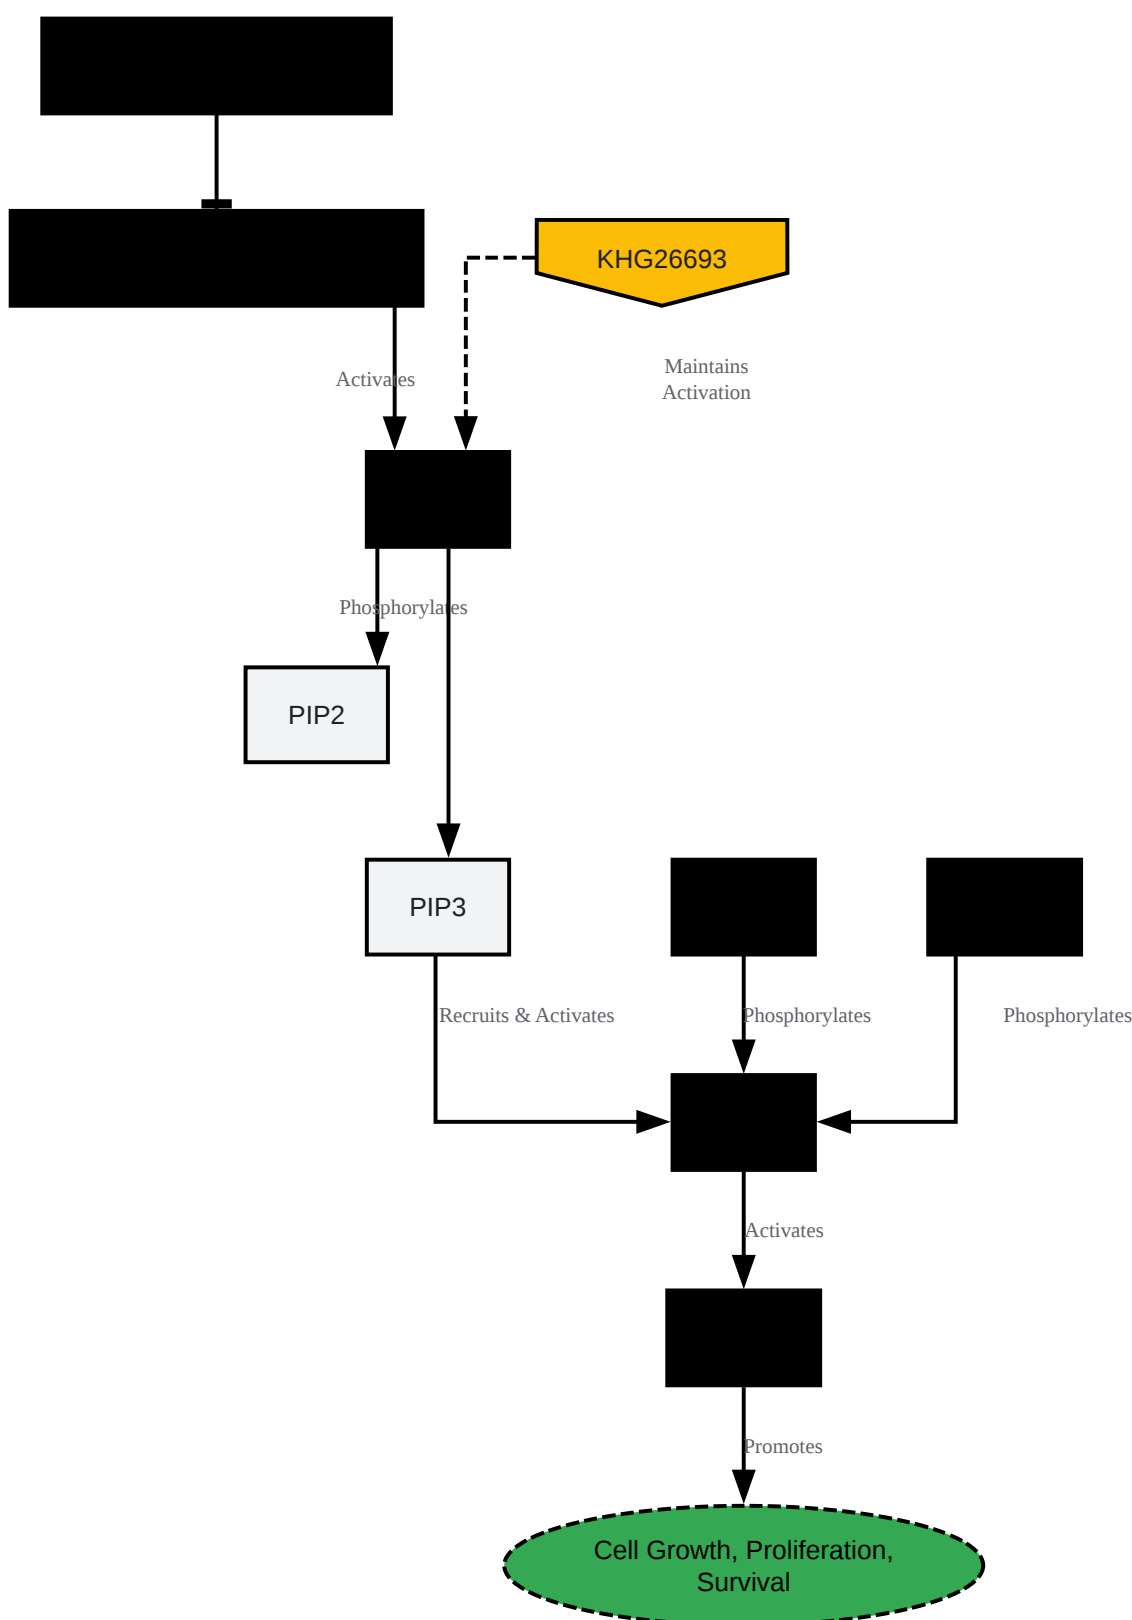 KHG26693
Maintains
Activation
Activates
Phosphorylates
PIP2
PIP3
Recruits & Activates
Phosphorylates
Phosphorylates
Activates
Promotes
Cell Growth, Proliferation,
Survival